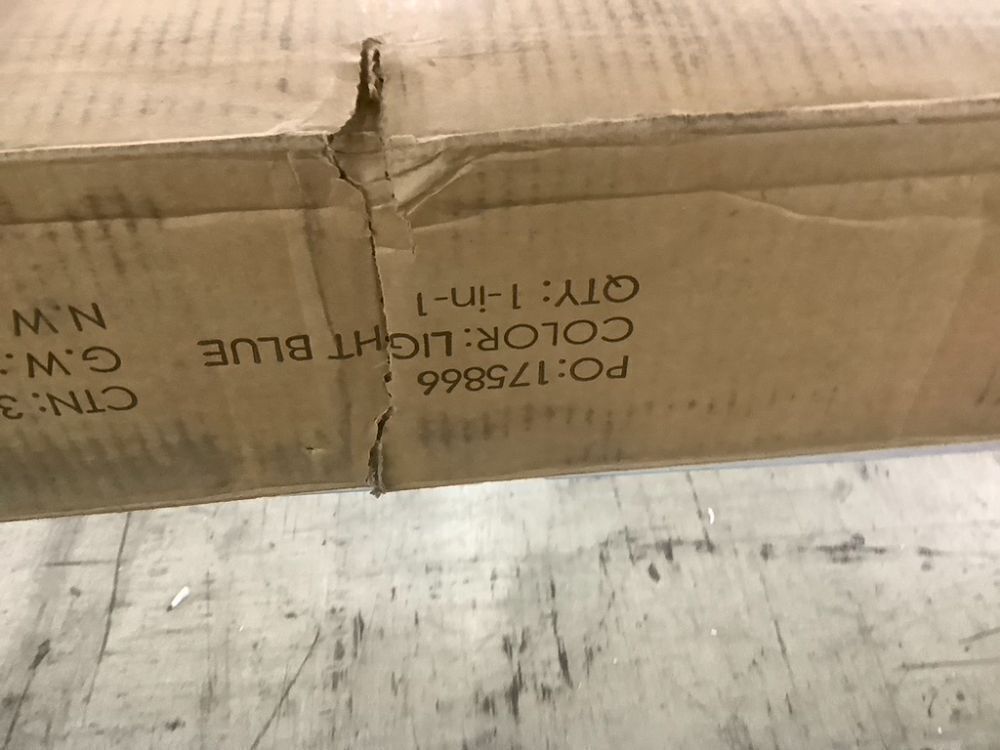 PO:175866
COLOR:LIGHT BLUE
QTY: 1-in-1
CTN: 3
G.W.:
N.W